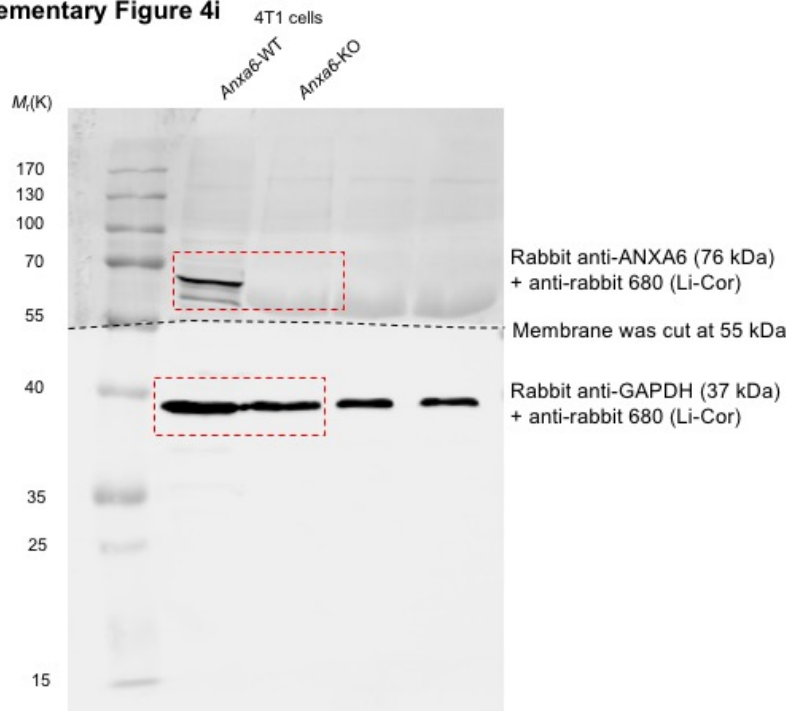 ementary Figure 4i
4T1 cells
Anxa6-WT
Anxa6-KO
Mr(K)
170
130
100
70
55
40
35
25
15
Rabbit anti-ANXA6 (76 kDa)
+ anti-rabbit 680 (Li-Cor)
Membrane was cut at 55 kDa
Rabbit anti-GAPDH (37 kDa)
+ anti-rabbit 680 (Li-Cor)